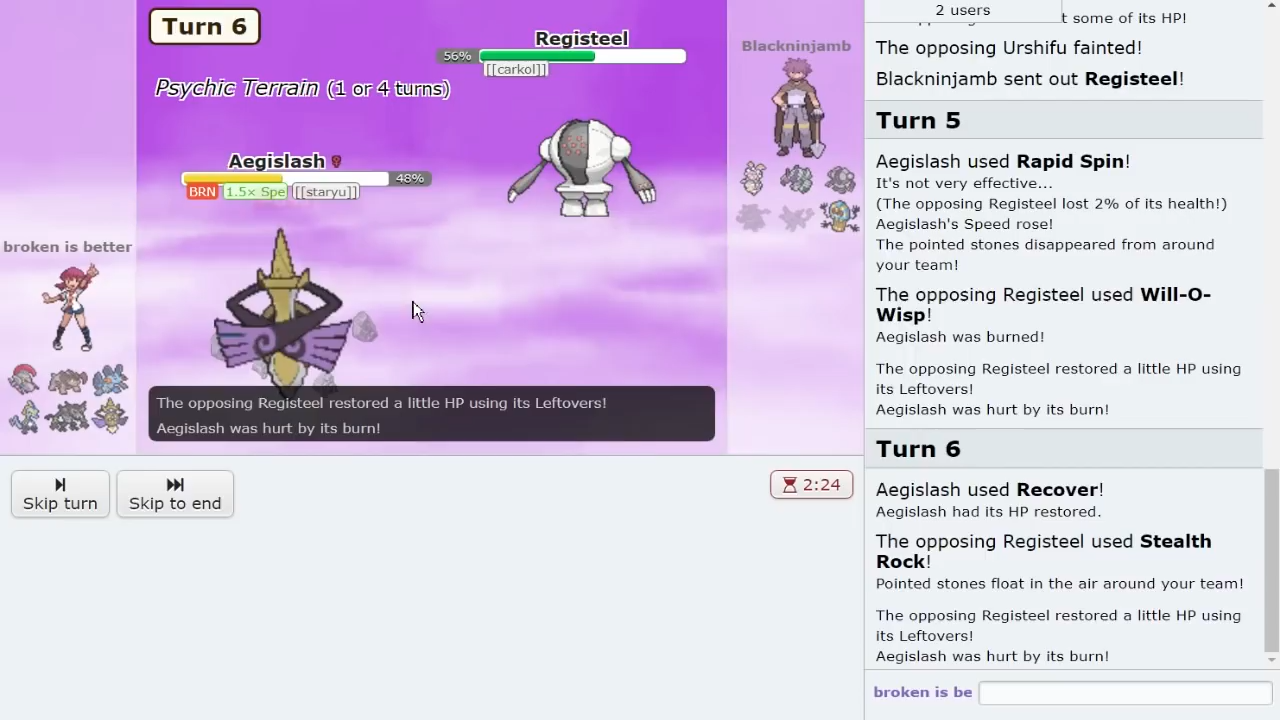 Turn 6
Registeel
56%
[[carkol]]
Psychic Terrain (1 or 4 turns)
Aegislash
48%
BRN 1.5× Spe [[staryu]]
broken is better
Blackninjamb
The opposing Registeel restored a little HP using its Leftovers!
Aegislash was hurt by its burn!
Skip turn
Skip to end
2:24
2 users
t some of its HP!
The opposing Urshifu fainted!
Blackninjamb sent out Registeel!
Turn 5
Aegislash used Rapid Spin!
It's not very effective...
(The opposing Registeel lost 2% of its health!)
Aegislash's Speed rose!
The pointed stones disappeared from around
your team!
The opposing Registeel used Will-O-
Wisp!
Aegislash was burned!
The opposing Registeel restored a little HP using
its Leftovers!
Aegislash was hurt by its burn!
Turn 6
Aegislash used Recover!
Aegislash had its HP restored.
The opposing Registeel used Stealth
Rock!
Pointed stones float in the air around your team!
The opposing Registeel restored a little HP using
its Leftovers!
Aegislash was hurt by its burn!
broken is be